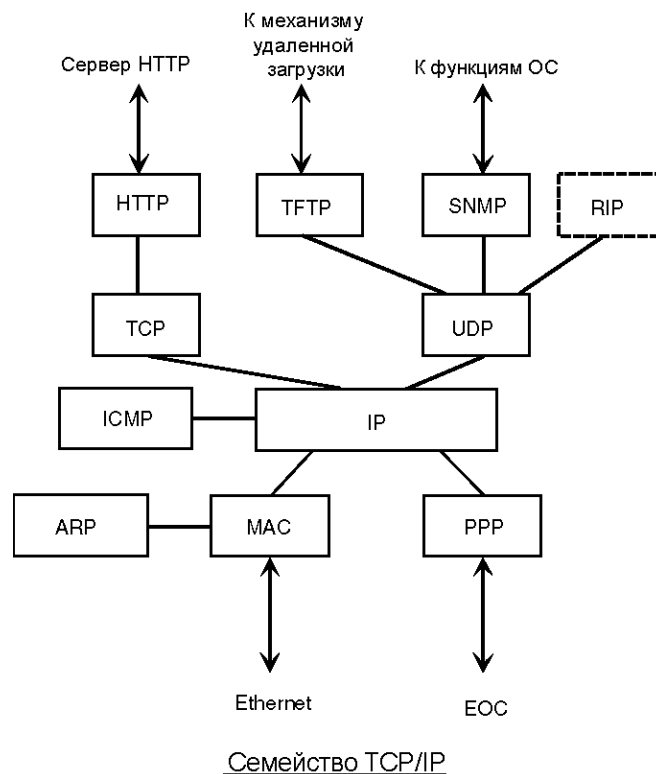 К механизму
удаленной
загрузки
Сервер HTTP
К функциям ОС
HTTP
TFTP
SNMP
RIP
TCP
UDP
ICMP
IP
ARP
MAC
PPP
Ethernet
EOC
Семейство TCP/IP